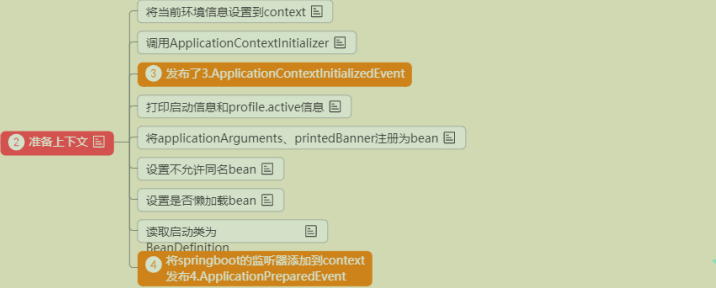 将当前环境信息设置到context
调用ApplicationContextInitializer
3 发布了3.ApplicationContextInitializedEvent
打印启动信息和profile.active信息
2 准备上下文
将applicationArguments、printedBanner注册为bean
设置不允许同名bean
设置是否懒加载bean
读取启动类为
BeanDefinition
4 将springboot的监听器添加到context
发布4.ApplicationPreparedEvent